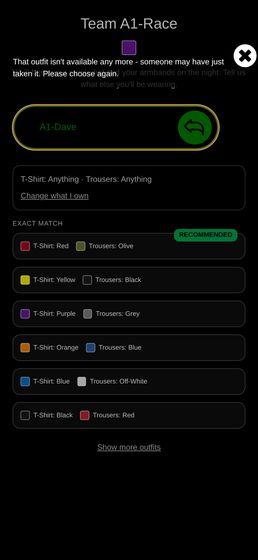 Team A1-Race
That outfit isn't available any more - someone may have just
taken it. Please choose again.
your armbands on the night. Tell us
what else you'll be wearing.
A1-Dave
T-Shirt: Anything · Trousers: Anything
Change what I own
EXACT MATCH
RECOMMENDED
T-Shirt: Red Trousers: Olive
T-Shirt: Yellow Trousers: Black
T-Shirt: Purple Trousers: Grey
T-Shirt: Orange Trousers: Blue
T-Shirt: Blue Trousers: Off-White
T-Shirt: Black Trousers: Red
Show more outfits